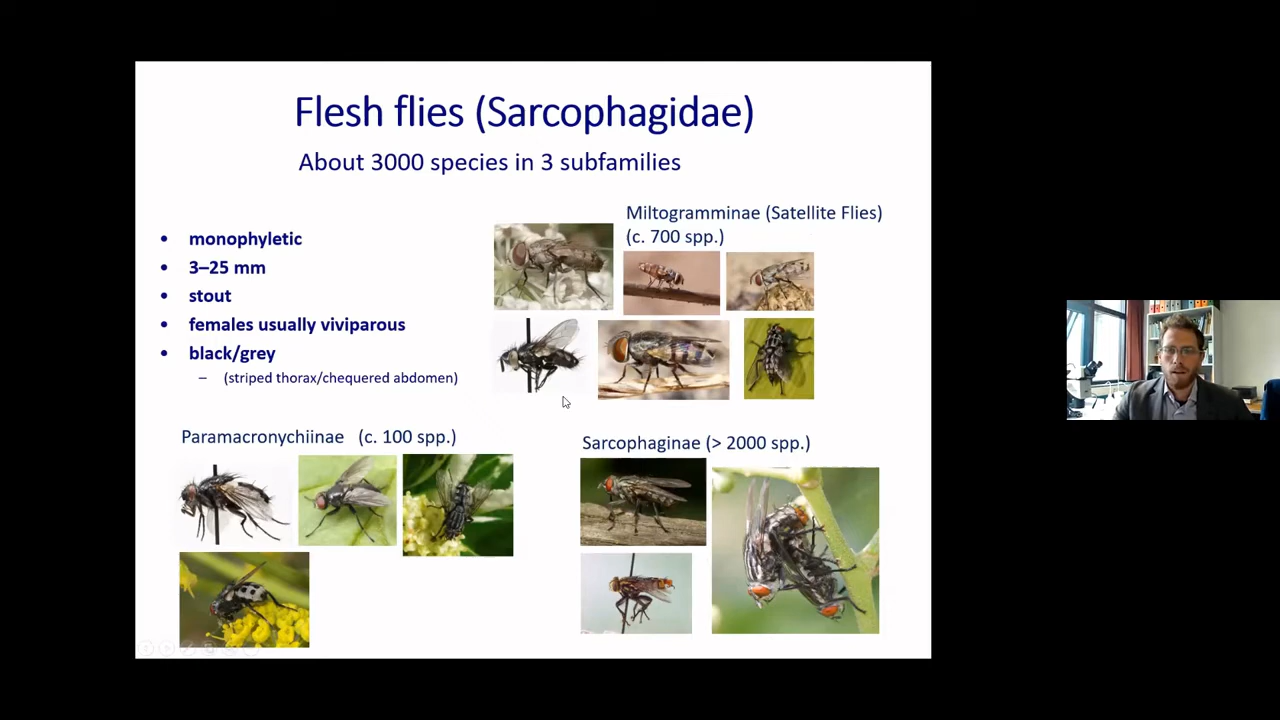 Flesh flies (Sarcophagidae)
About 3000 species in 3 subfamilies
• monophyletic
• 3–25 mm
• stout
• females usually viviparous
• black/grey
– (striped thorax/chequered abdomen)
Miltogramminae (Satellite Flies)
(c. 700 spp.)
Paramacronychiinae (c. 100 spp.)
Sarcophaginae (> 2000 spp.)